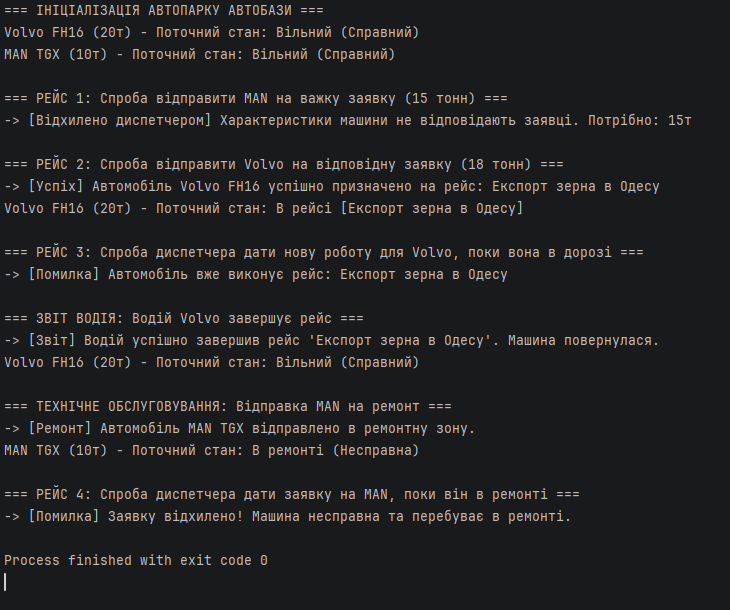 === ІНІЦІАЛІЗАЦІЯ АВТОПАРКУ АВТОБАЗИ ===
Volvo FH16 (20т) - Поточний стан: Вільний (Справний)
MAN TGX (10т) - Поточний стан: Вільний (Справний)
=== РЕЙС 1: Спроба відправити MAN на важку заявку (15 тонн) ===
-> [Відхилено диспетчером] Характеристики машини не відповідають заявці. Потрібно: 15т
=== РЕЙС 2: Спроба відправити Volvo на відповідну заявку (18 тонн) ===
-> [Успіх] Автомобіль Volvo FH16 успішно призначено на рейс: Експорт зерна в Одесу
Volvo FH16 (20т) - Поточний стан: В рейсі [Експорт зерна в Одесу]
=== РЕЙС 3: Спроба диспетчера дати нову роботу для Volvo, поки вона в дорозі ===
-> [Помилка] Автомобіль вже виконує рейс: Експорт зерна в Одесу
=== ЗВІТ ВОДІЯ: Водій Volvo завершує рейс ===
-> [Звіт] Водій успішно завершив рейс 'Експорт зерна в Одесу'. Машина повернулася.
Volvo FH16 (20т) - Поточний стан: Вільний (Справний)
=== ТЕХНІЧНЕ ОБСЛУГОВУВАННЯ: Відправка MAN на ремонт ===
-> [Ремонт] Автомобіль MAN TGX відправлено в ремонтну зону.
MAN TGX (10т) - Поточний стан: В ремонті (Несправна)
=== РЕЙС 4: Спроба диспетчера дати заявку на MAN, поки він в ремонті ===
-> [Помилка] Заявку відхилено! Машина несправна та перебуває в ремонті.
Process finished with exit code 0